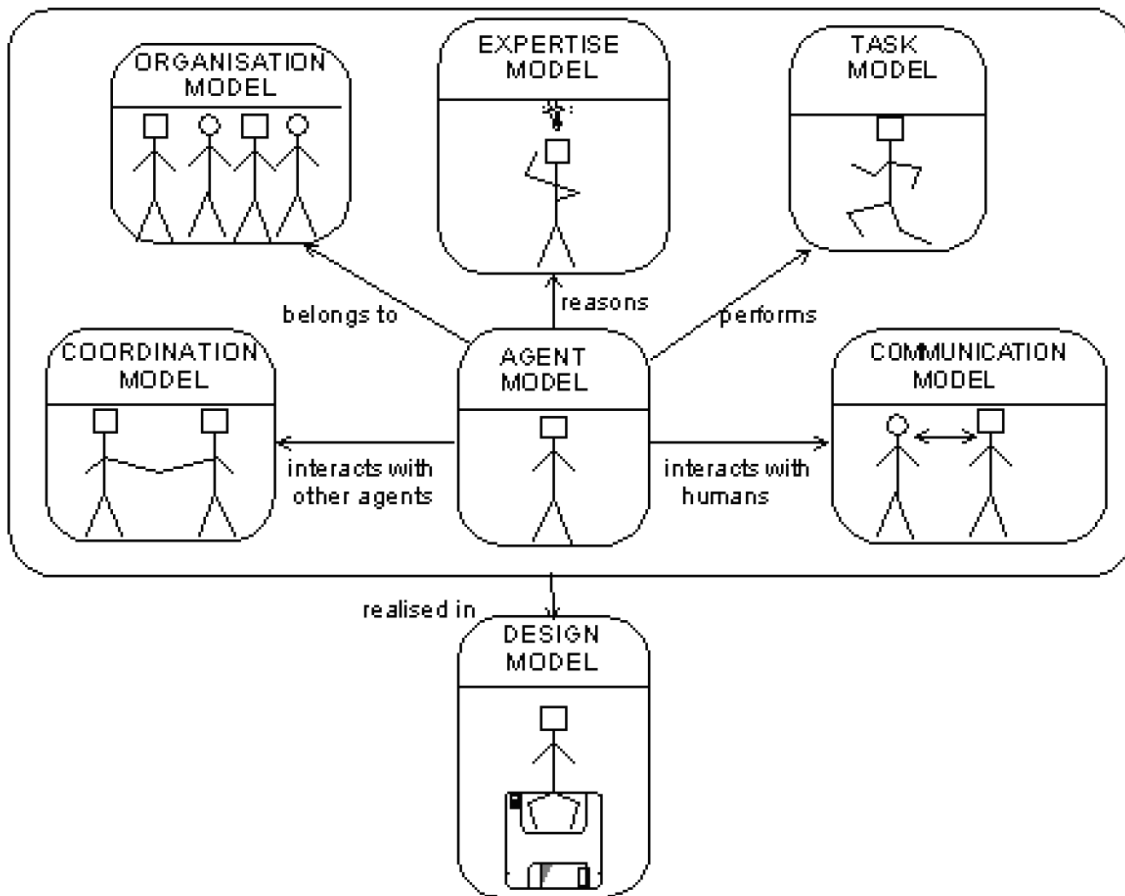 ORGANISATION
MODEL
EXPERTISE
MODEL
TASK
MODEL
belongs to
reasons
performs
COORDINATION
MODEL
AGENT
MODEL
COMMUNICATION
MODEL
interacts with
other agents
interacts with
humans
realised in
DESIGN
MODEL